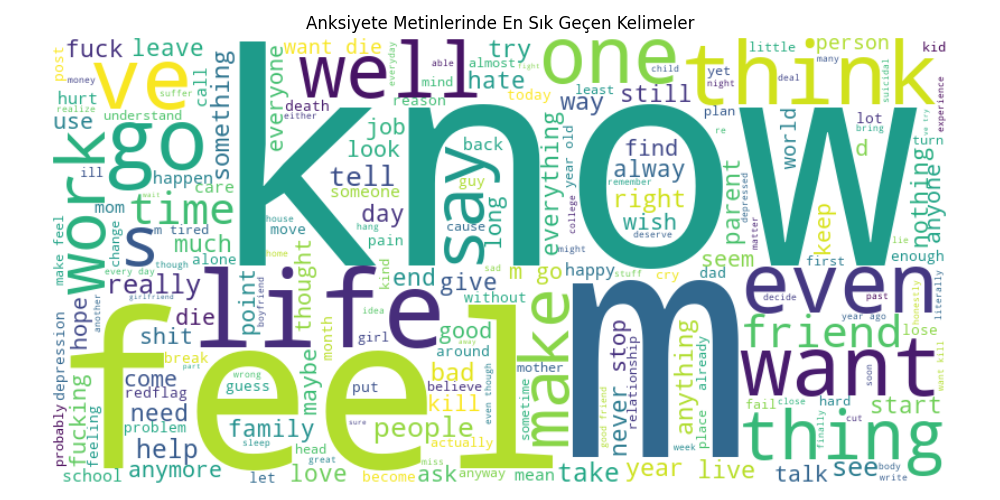 Anksiyete Metinlerinde En Sık Geçen Kelimeler
post
fuck
leave
call
something
everyone
want die
well
try
almost
right
one
child
think
little
person
many
kid
money
ve
suffer
realize
hurt
understand
use
go
death
either
reason
today
mind
able
everyday
hate
least
way
still
yet
night
deal
suicidal
plan
experience
ve try
know
job
look
tell
someone
say
back
guy
cause
day
long
everything
college
year old
find
alway
remember
right
wish
deserve
re
world
lot
bring
d
turn
nothing
anyone
work
ill
happen
care
wait
mom
time
change
s
m tired
much
alone
though
every day
make feel
really
another
girlfriend
hope
die
shit
life
point
boyfriend
thought
house
move
home
hang
pain
kind
end
sad
give
m go
without
happy
might
stuff
cry
dad
seem
parent
depressed
matter
keep
first
lie
enough
even
decide
past
year ago
honestly
literally
lose
friend
want
want kill
soon
feel
m
make
idea
girl
month
good
around
away
bad
believe
kill
even though
mother
sometime
good friend
never stop
relationship
anything
week
place
already
depression
probably
fucking
feeling
break
part
come
redflag
need
problem
help
wrong
guess
family
sleep
maybe
put
sure
people
actually
head
great
miss
school
anymore
let
love
become
ask
anyway
mean
take
year
live
fail
close
hard
cut
start
finally
thing
talk
see
body
write